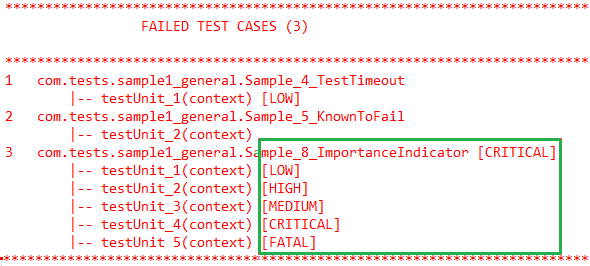 *************************************************************************
FAILED TEST CASES (3)
*************************************************************************
1 com.tests.sample1_general.Sample_4_TestTimeout
|-- testUnit_1(context) [LOW]
2 com.tests.sample1_general.Sample_5_KnownToFail
|-- testUnit_2(context)
3 com.tests.sample1_general.Sample_8_ImportanceIndicator [CRITICAL]
|-- testUnit_1(context) [LOW]
|-- testUnit_2(context) [HIGH]
|-- testUnit_3(context) [MEDIUM]
|-- testUnit_4(context) [CRITICAL]
|-- testUnit_5(context) [FATAL]
*************************************************************************